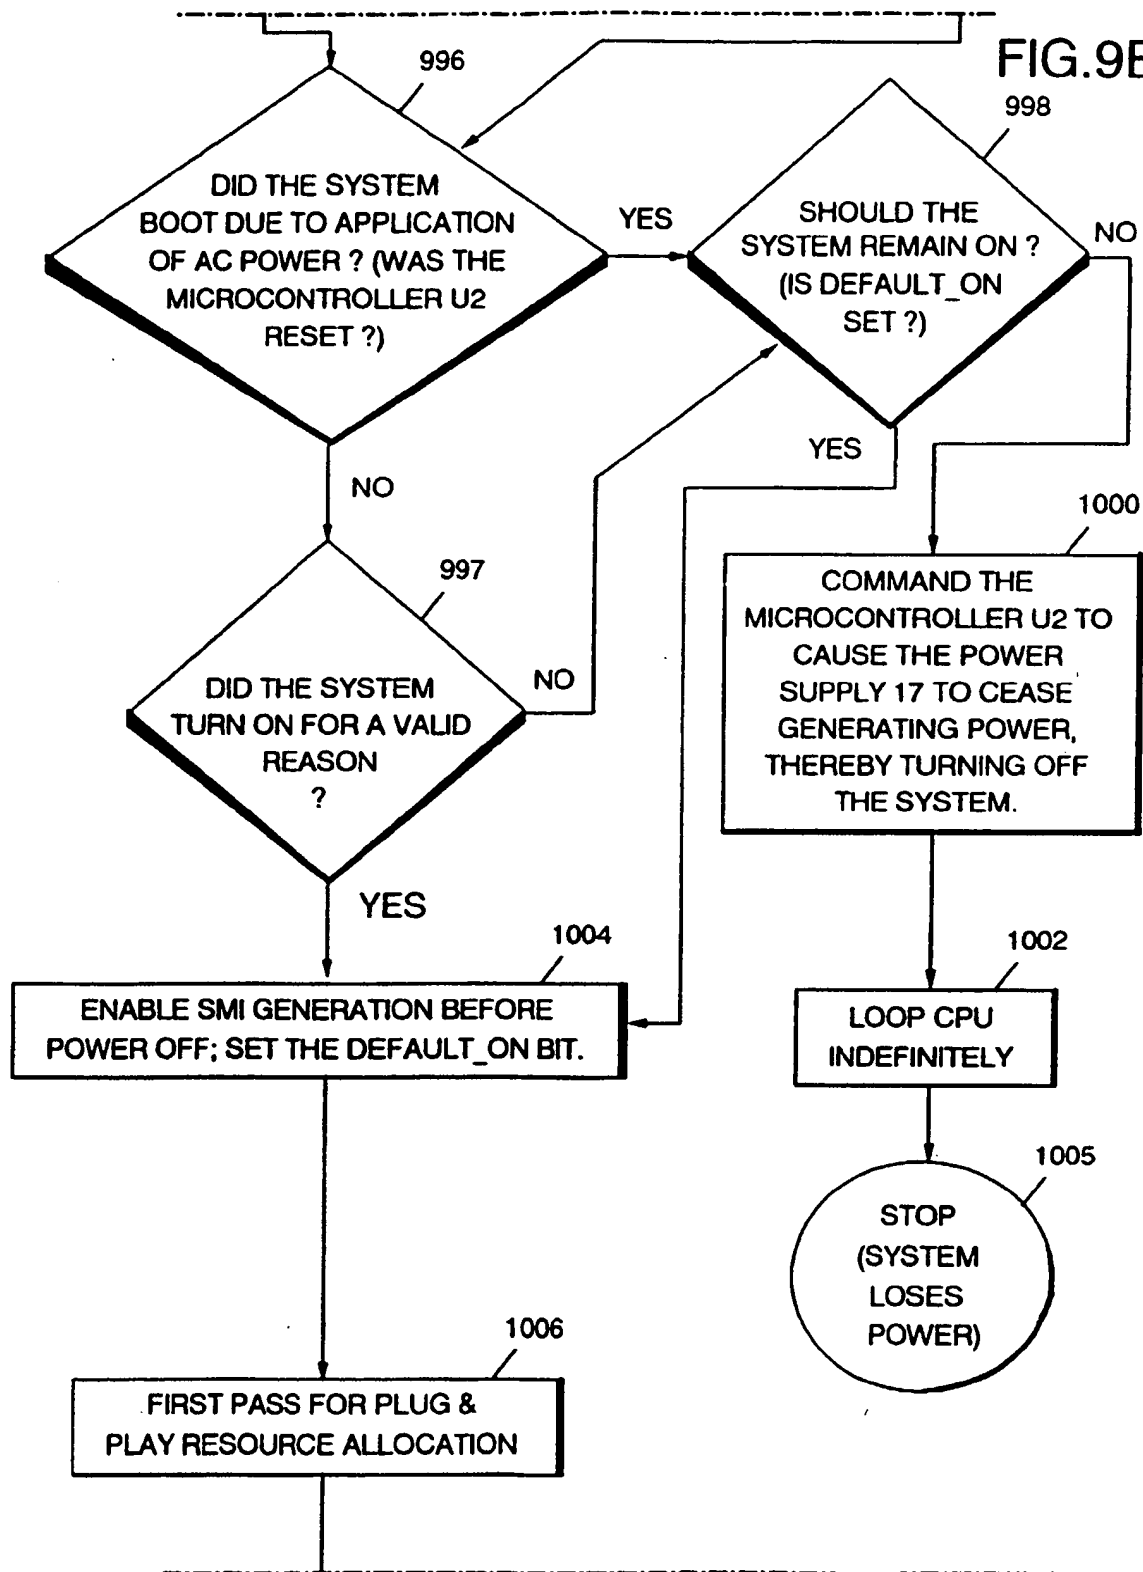 FIG.9B
996
DID THE SYSTEM
BOOT DUE TO APPLICATION
OF AC POWER ? (WAS THE
MICROCONTROLLER U2
RESET ?)
YES
NO
998
SHOULD THE
SYSTEM REMAIN ON ?
(IS DEFAULT_ON
SET ?)
NO
YES
997
DID THE SYSTEM
TURN ON FOR A VALID
REASON
?
NO
YES
1000
COMMAND THE
MICROCONTROLLER U2 TO
CAUSE THE POWER
SUPPLY 17 TO CEASE
GENERATING POWER,
THEREBY TURNING OFF
THE SYSTEM.
1004
ENABLE SMI GENERATION BEFORE
POWER OFF; SET THE DEFAULT_ON BIT.
1002
LOOP CPU
INDEFINITELY
1005
STOP
(SYSTEM
LOSES
POWER)
1006
FIRST PASS FOR PLUG &
PLAY RESOURCE ALLOCATION